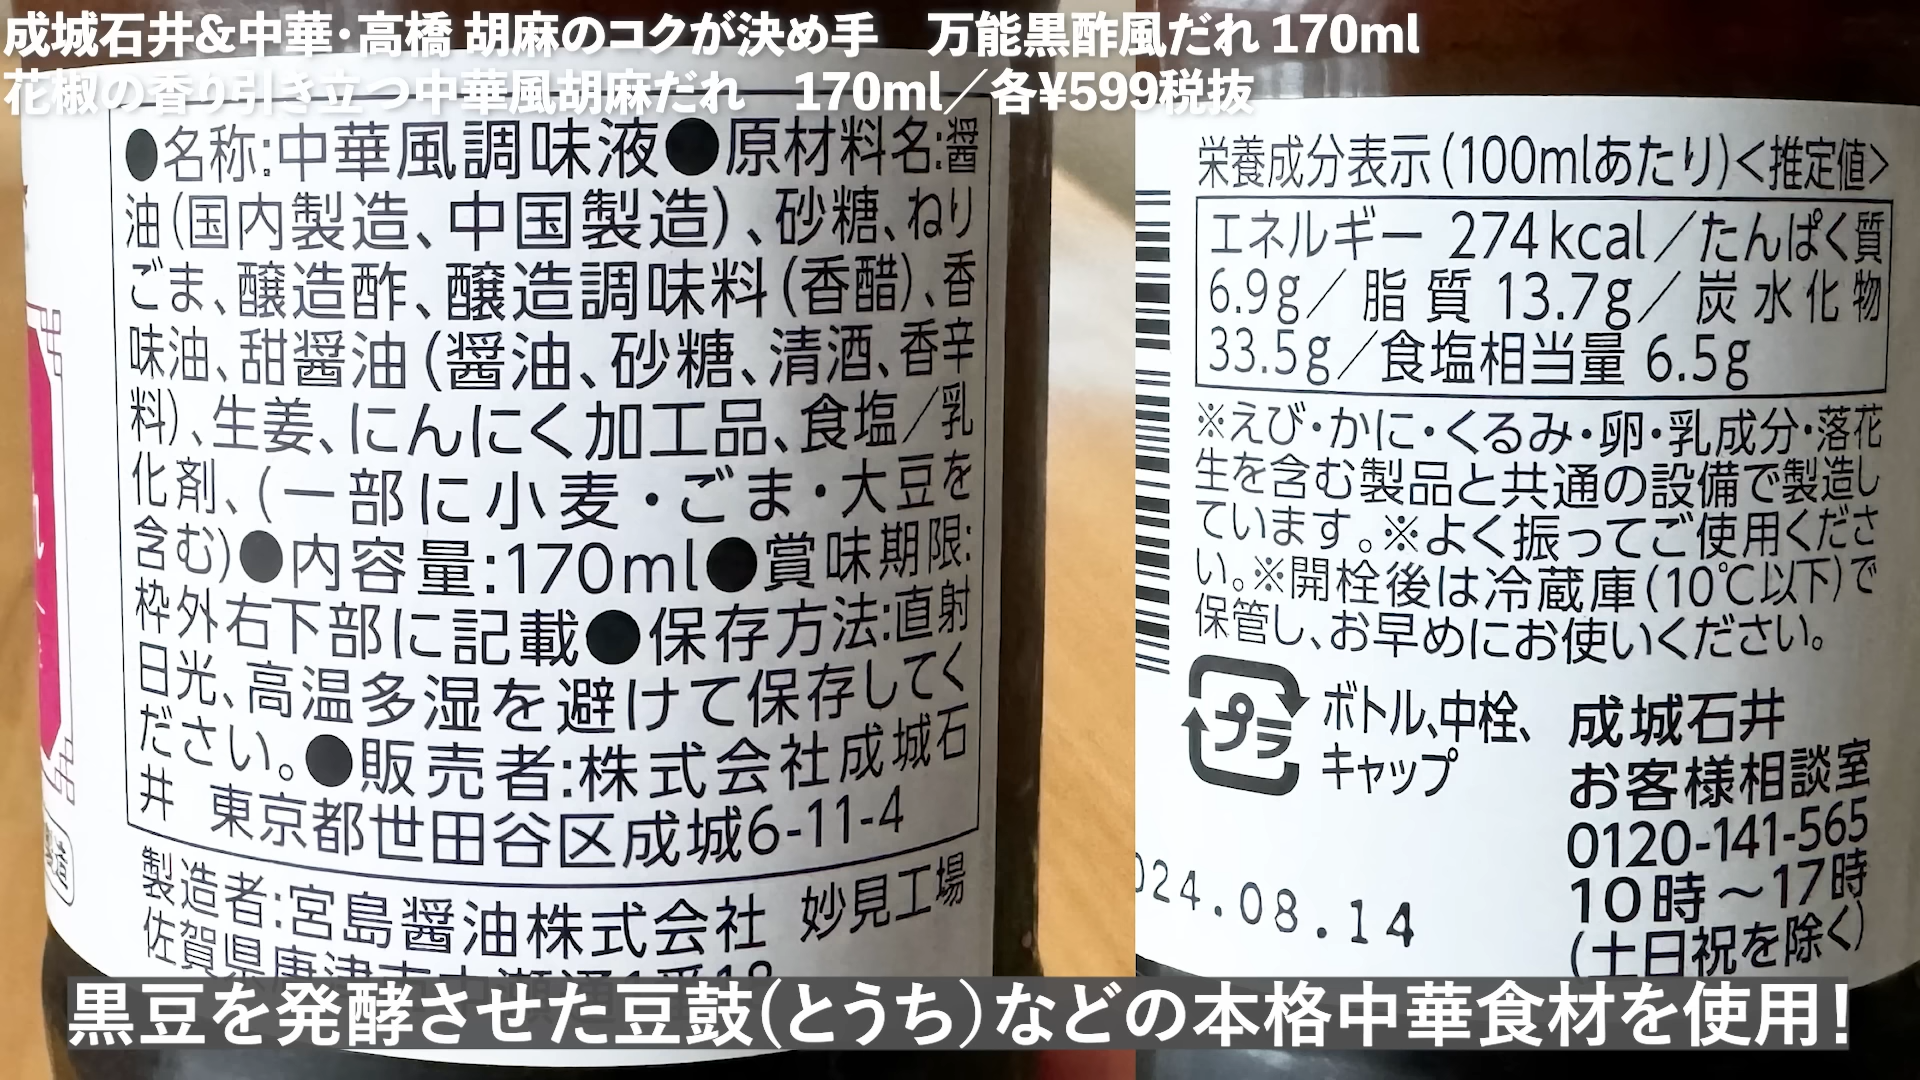 成城石井&中華・高橋 胡麻のコクが決め手　万能黒酢風だれ 170ml
花椒の香り引き立つ中華風胡麻だれ　170ml／各¥599税抜
●名称:中華風調味液●原材料名:醤
油(国内製造、中国製造)、砂糖、ねり
ごま、醸造酢、醸造調味料(香醋)、香
味油、甜醤油(醤油、砂糖、清酒、香辛
料)、生姜、にんにく加工品、食塩／乳
化剤、(一部に小麦・ごま・大豆を
含む)●内容量:170ml●賞味期限:
枠外右下部に記載●保存方法:直射
日光、高温多湿を避けて保存してく
ださい。●販売者:株式会社成城石
井 東京都世田谷区成城6-11-4
製造者:宮島醤油株式会社 妙見工場
佐賀県唐津市
製造
栄養成分表示(100mlあたり)<推定値>
エネルギー 274kcal／たんぱく質
6.9g／脂質 13.7g／炭水化物
33.5g／食塩相当量 6.5g
※えび・かに・くるみ・卵・乳成分・落花
生を含む製品と共通の設備で製造し
ています。※よく振ってご使用くださ
い。※開栓後は冷蔵庫(10℃以下)で
保管し、お早めにお使いください。
プラ
ボトル、中栓、
キャップ
成城石井
お客様相談室
0120-141-565
10時～17時
(土日祝を除く)
024.08.14
黒豆を発酵させた豆鼓(とうち)などの本格中華食材を使用!